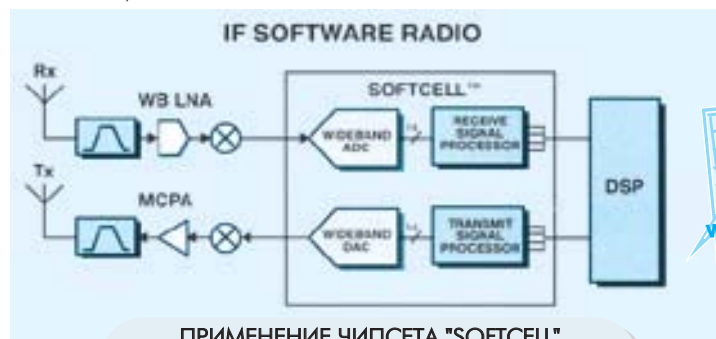 IF SOFTWARE RADIO
Rx
WB LNA
SOFTCELL™
WIDEBAND
ADC
RECEIVE
SIGNAL
PROCESSOR
Tx
MCPA
WIDEBAND
DAC
TRANSMIT
SIGNAL
PROCESSOR
DSP
ПРИМЕНЕНИЕ ЧИПСЕТА "SOFTCELL"